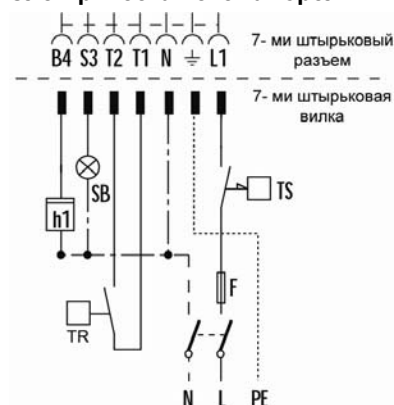 B4 S3 T2 T1 N L1
7- ми штырьковый
разъем
7- ми штырьковая
вилка
SB
TS
h1
F
TR
N L PE